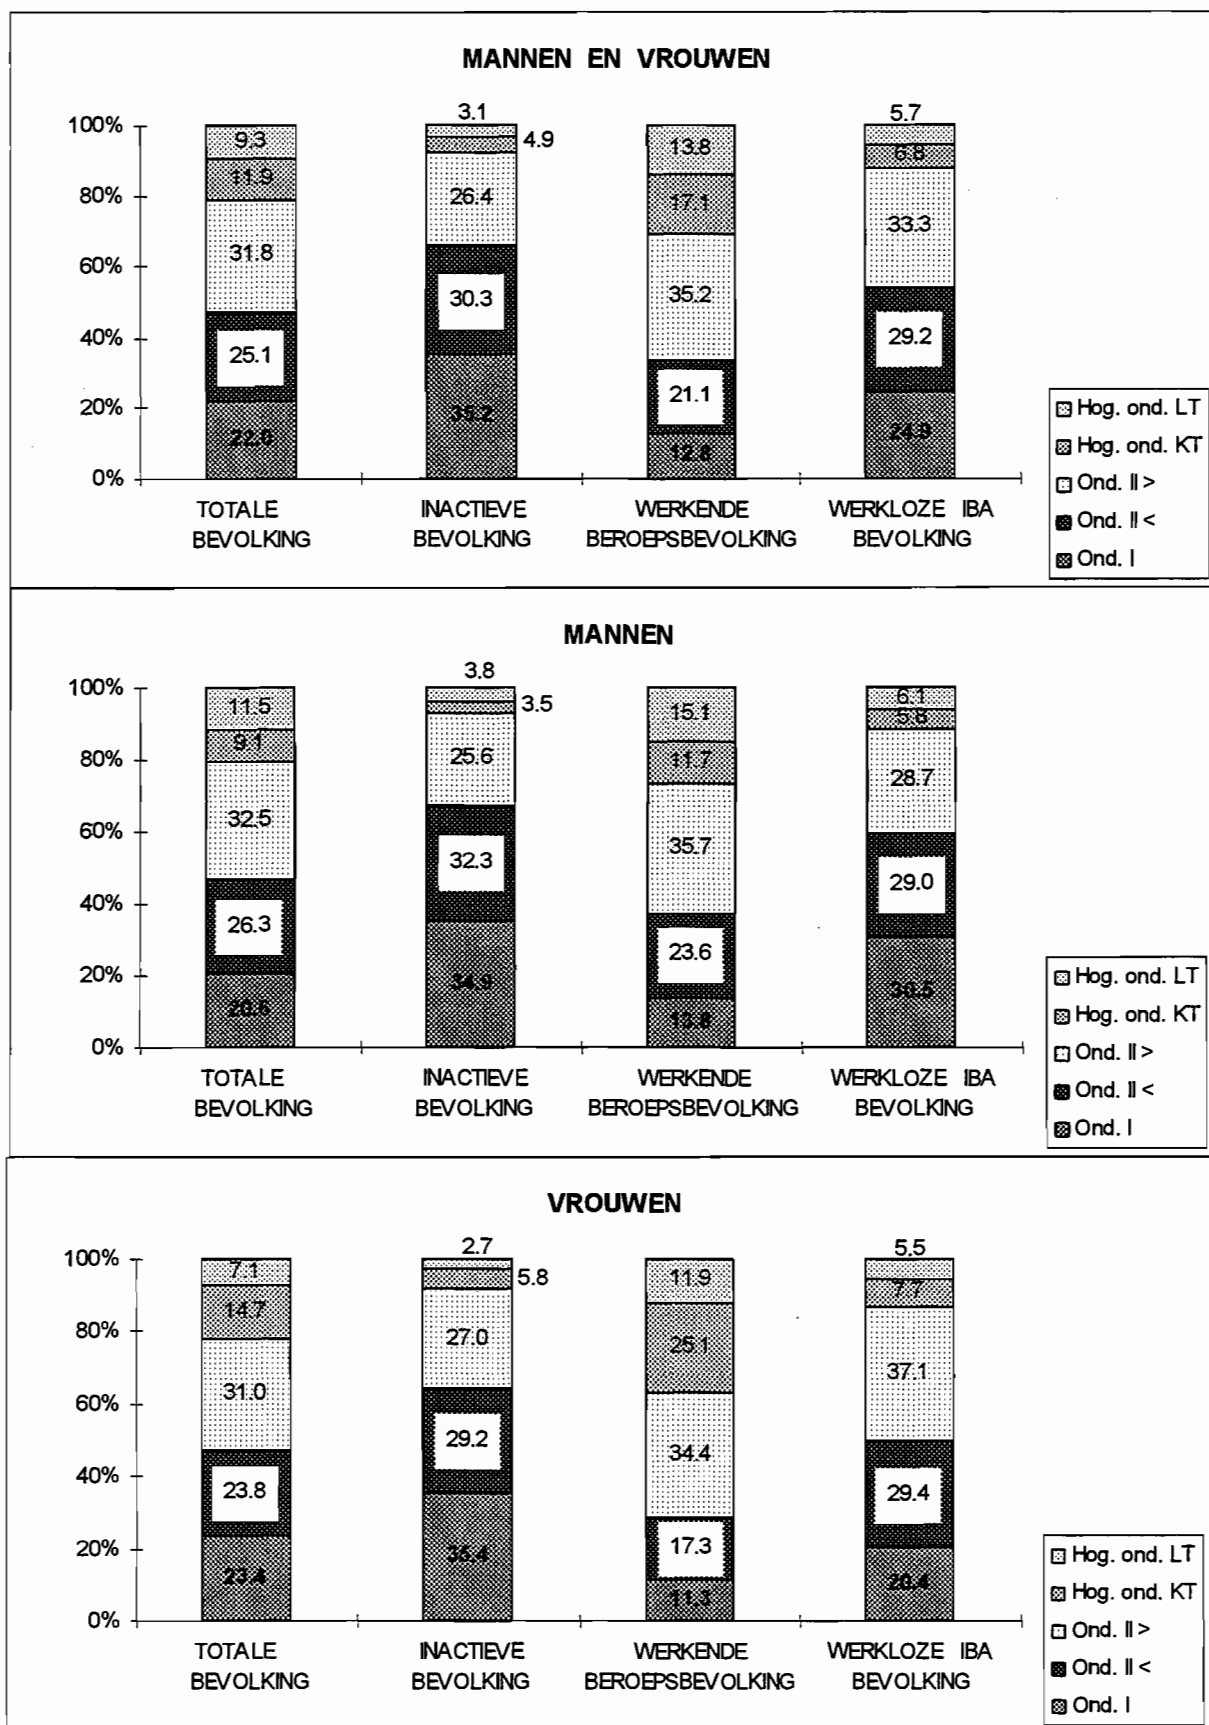 MANNEN EN VROUWEN
3.1 5.7
100% 9.3 4.9 13.8 6.8
11.9
80% 26.4 17.1 33.3
31.8
60%
30.3 35.2
29.2
40%
25.1
21.1
20% 35.2 24.9
12.8
0%
TOTALE INACTIEVE WERKENDE WERKLOZE IBA
BEVOLKING BEVOLKING BEROEPSBEVOLKING BEVOLKING
Hog. ond. LT
Hog. ond. KT
Ond. II >
Ond. II <
Ond. I
MANNEN
3.8
100% 11.5 3.5 15.1 6.1
9.1 11.7 5.8
80% 25.6 28.7
32.5
60% 35.7
32.3 29.0
40%
26.3 23.6
20% 34.9 30.5
20.6 13.8
0%
TOTALE INACTIEVE WERKENDE WERKLOZE IBA
BEVOLKING BEVOLKING BEROEPSBEVOLKING BEVOLKING
Hog. ond. LT
Hog. ond. KT
Ond. II >
Ond. II <
Ond. I
VROUWEN
2.7 5.5
100% 7.1 5.8 11.9 7.7
14.7
80% 27.0 25.1
31.0 37.1
60%
29.2 34.4
40%
23.8 29.4
17.3
20% 35.4
23.4 11.3 20.4
0%
TOTALE INACTIEVE WERKENDE WERKLOZE IBA
BEVOLKING BEVOLKING BEROEPSBEVOLKING BEVOLKING
Hog. ond. LT
Hog. ond. KT
Ond. II >
Ond. II <
Ond. I